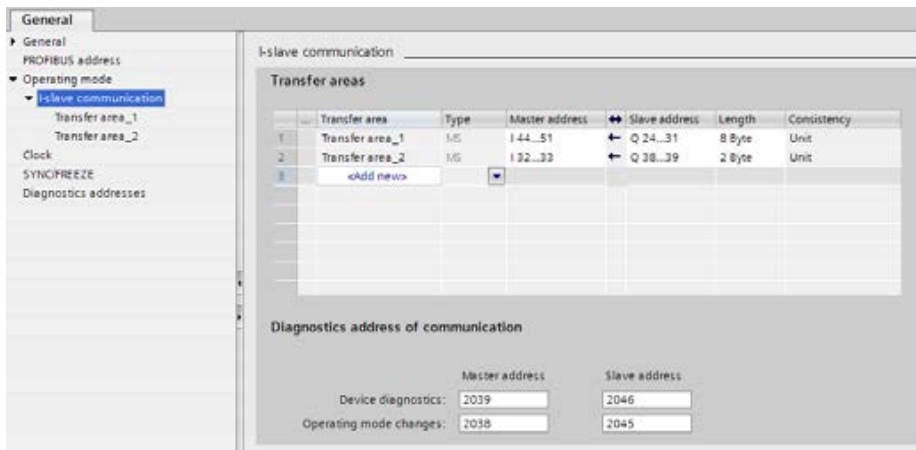 General
General
PROFIBUS address
Operating mode
I-slave communication
Transfer area_1
Transfer area_2
Clock
SYNC/FREEZE
Diagnostics addresses
I-slave communication
Transfer areas
... Transfer area Type Master address ↔ Slave address Length Consistency
1 Transfer area_1 MS I 44...51 ← Q 24...31 8 Byte Unit
2 Transfer area_2 MS I 32...33 ← Q 38...39 2 Byte Unit
3 <Add new>
Diagnostics address of communication
Master address Slave address
Device diagnostics: 2039 2046
Operating mode changes: 2038 2045